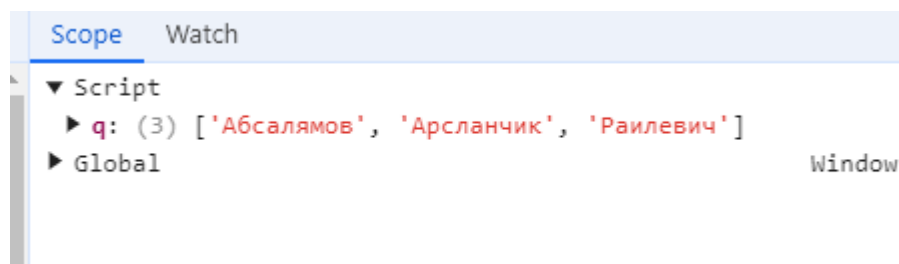 Scope Watch
▼ Script
▶ q: (3) ['Абсалямов', 'Арсланчик', 'Раилевич']
▶ Global Window